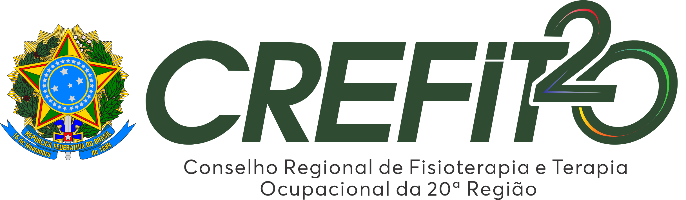 CREFiT20
Conselho Regional de Fisioterapia e Terapia
Ocupacional da 20ª Região